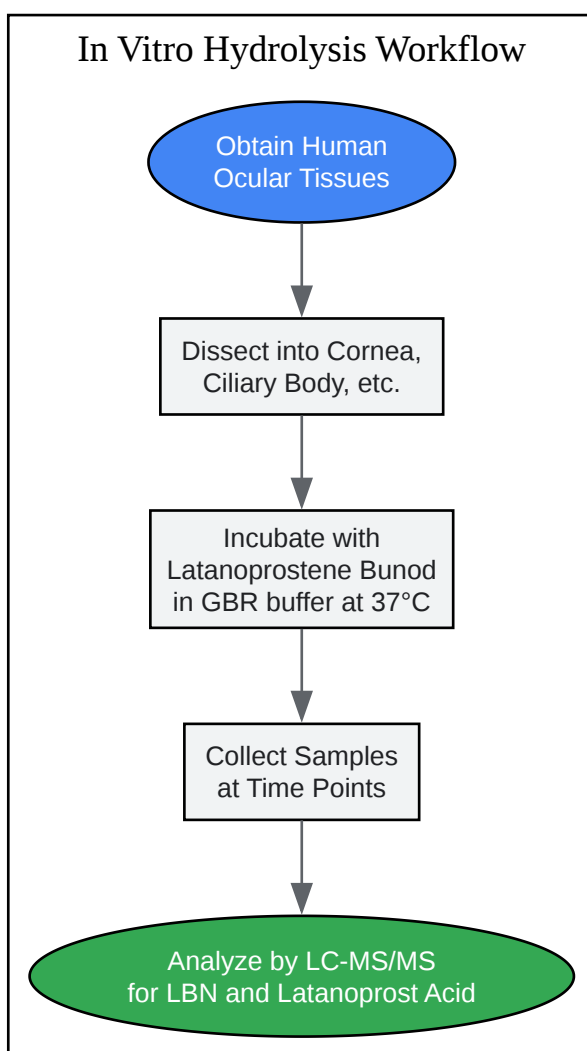 In Vitro Hydrolysis Workflow
Obtain Human
Ocular Tissues
Dissect into Cornea,
Ciliary Body, etc.
Incubate with
Latanoprostene Bunod
in GBR buffer at 37°C
Collect Samples
at Time Points
Analyze by LC-MS/MS
for LBN and Latanoprost Acid